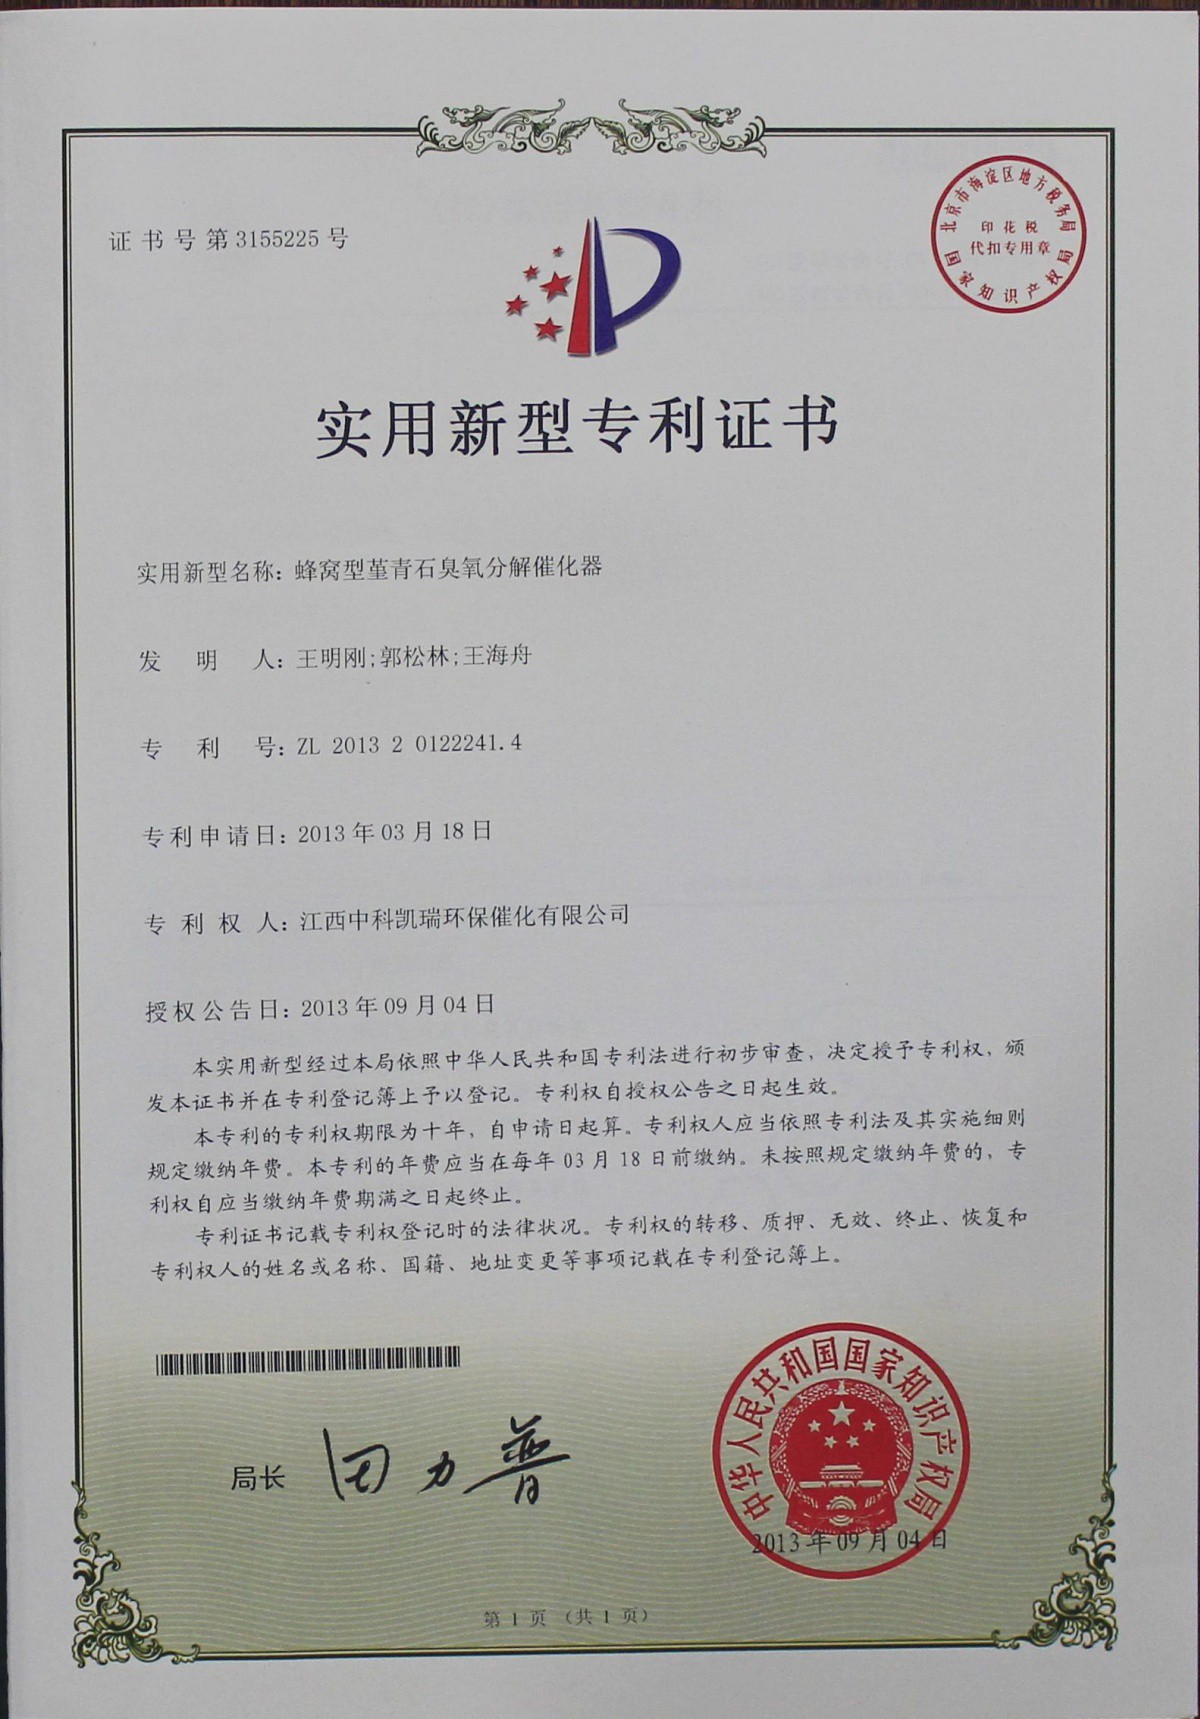 证书号第3155225号
北京市海淀区地方税务局
印花税
代扣专用章
国家知识产权局
实用新型专利证书
实用新型名称：蜂窝型堇青石臭氧分解催化器
发明人：王明刚;郭松林;王海舟
专利号：ZL 2013 2 0122241.4
专利申请日：2013年03月18日
专利权人：江西中科凯瑞环保催化有限公司
授权公告日：2013年09月04日
本实用新型经过本局依照中华人民共和国专利法进行初步审查，决定授予专利权，颁
发本证书并在专利登记簿上予以登记。专利权自授权公告之日起生效。
本专利的专利权期限为十年，自申请日起算。专利权人应当依照专利法及其实施细则
规定缴纳年费。本专利的年费应当在每年03月18日前缴纳。未按照规定缴纳年费的，专
利权自应当缴纳年费期满之日起终止。
专利证书记载专利权登记时的法律状况。专利权的转移、质押、无效、终止、恢复和
专利权人的姓名或名称、国籍、地址变更等事项记载在专利登记簿上。
局长 田力普
中华人民共和国国家知识产权局
2013年09月04日
第1页（共1页）